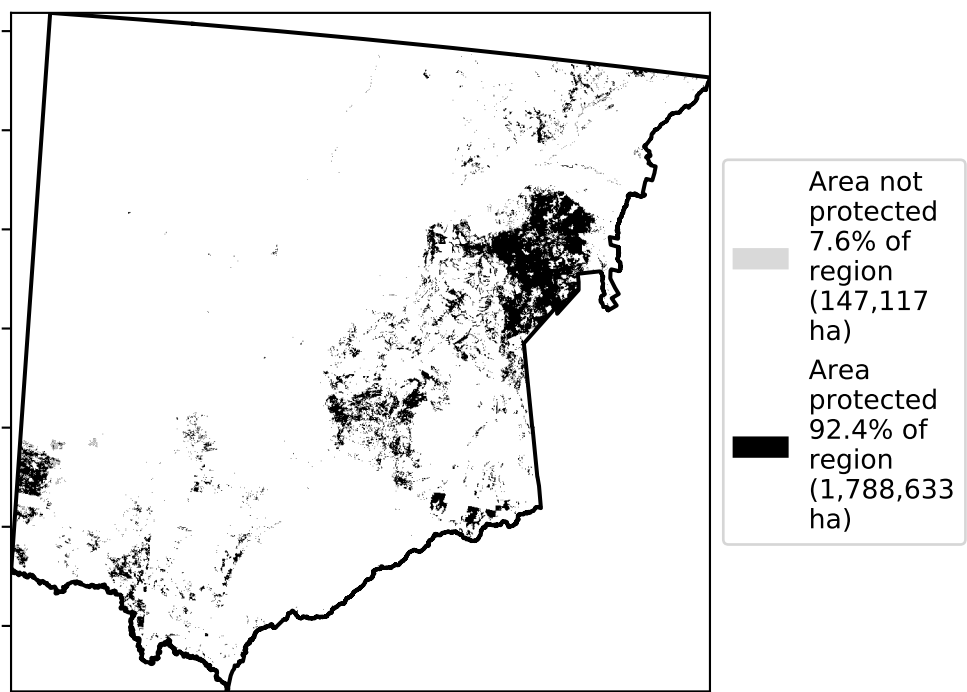 Area not
protected
7.6% of
region
(147,117
ha)
Area
protected
92.4% of
region
(1,788,633
ha)